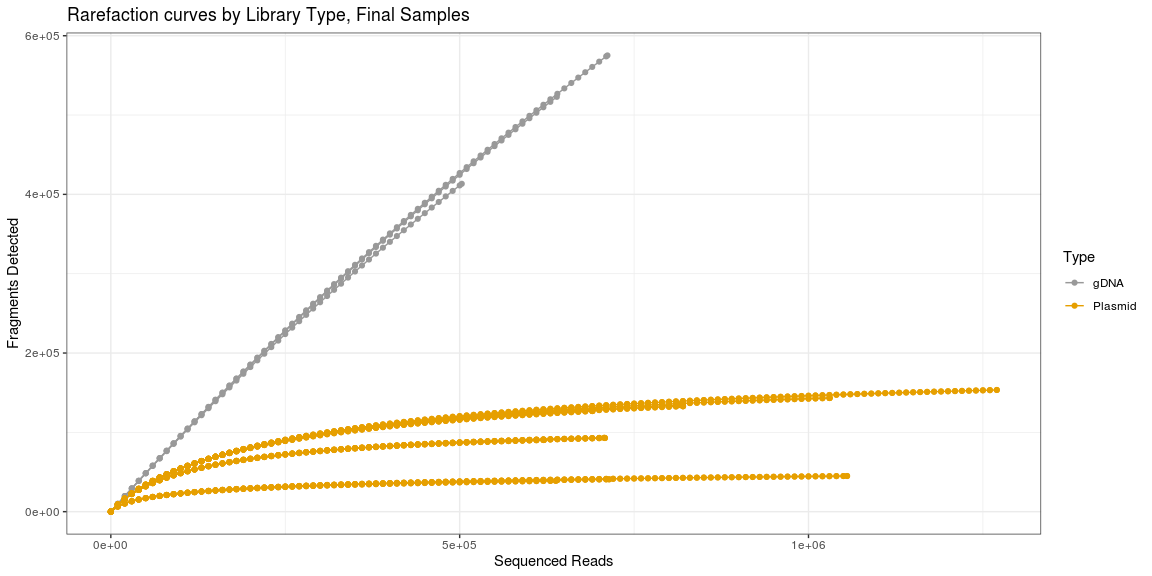 Rarefaction curves by Library Type, Final Samples
Fragments Detected
6e+05
4e+05
2e+05
0e+00
0e+00
5e+05
1e+06
Sequenced Reads
Type
gDNA
Plasmid